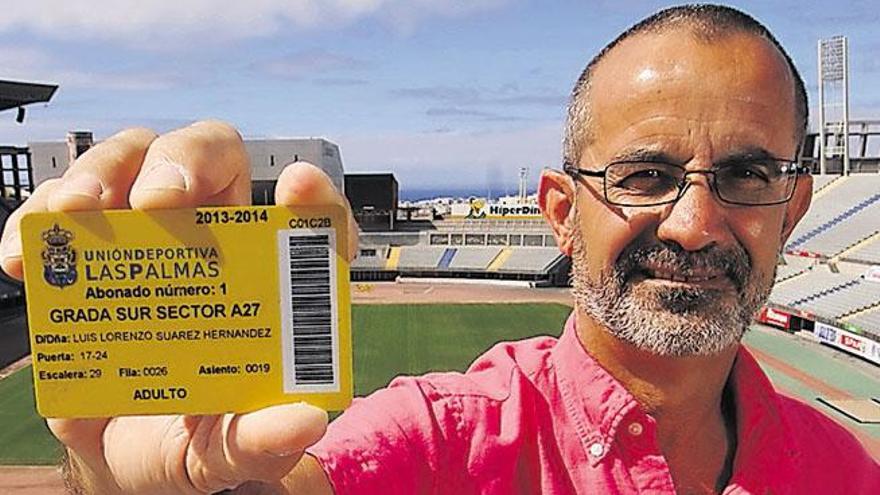 2013-2014
C01C2B
UNIÓNDEPORTIVA
LASPALMAS
Abonado número: 1
GRADA SUR SECTOR A27
D/Dña: LUIS LORENZO SUAREZ HERNANDEZ
Puerta: 17-24
Escalera: 29 Fila: 0026 Asiento: 0019
ADULTO
HiperDino